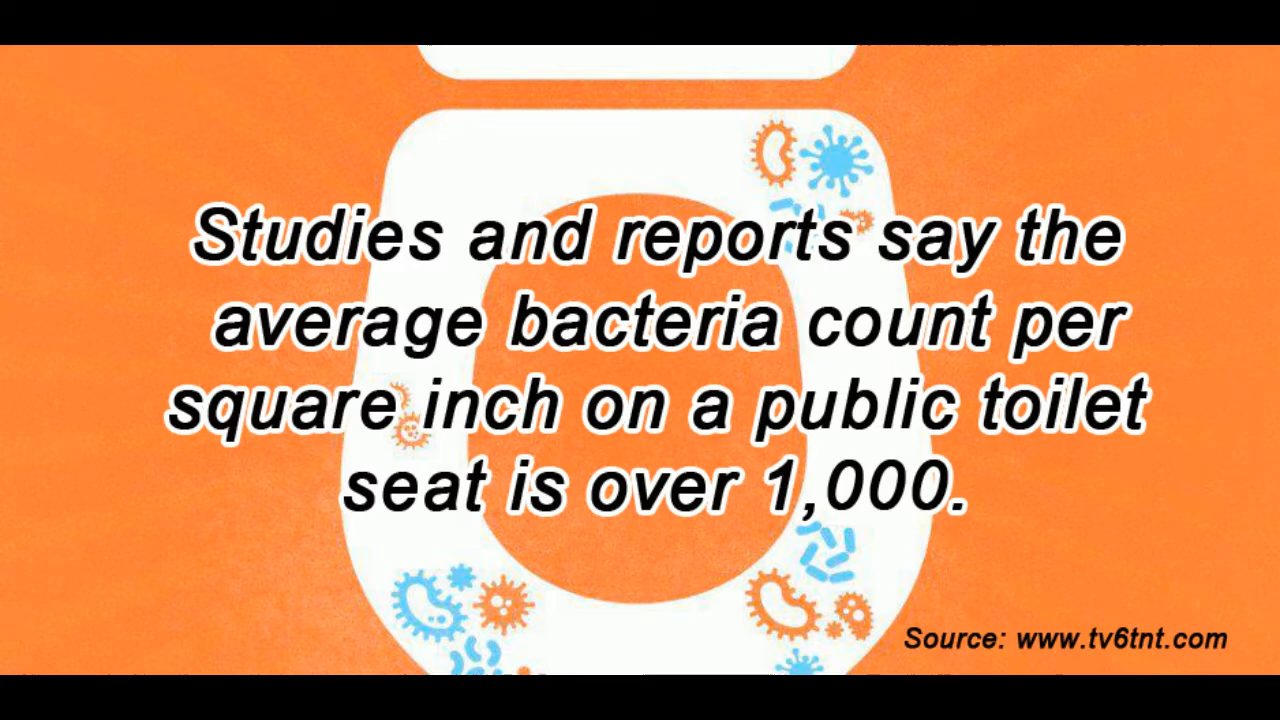 Studies and reports say the
average bacteria count per
square inch on a public toilet
seat is over 1,000.
Source: www.tv6tnt.com